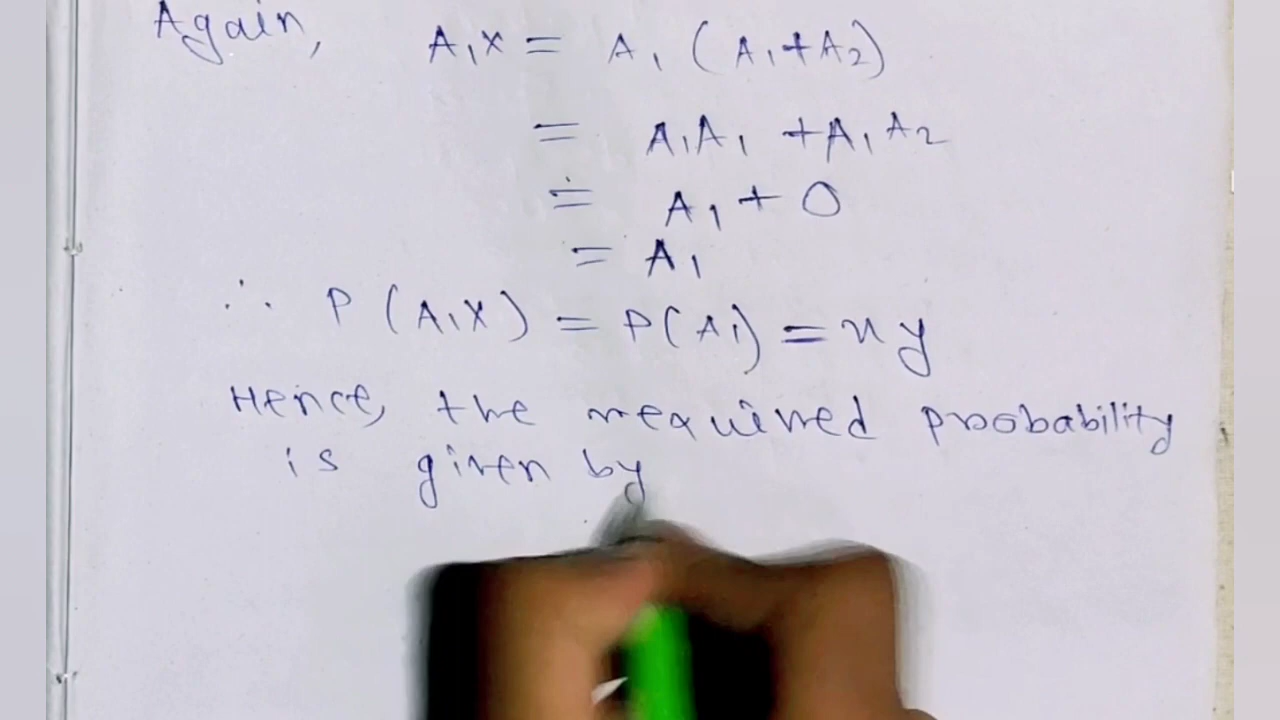 Again, A₁X = A₁ (A₁+A₂)
= A₁A₁ + A₁A₂
= A₁ + 0
= A₁
∴ P (A₁X) = P(A₁) = xy
Hence, the required probability
is given by